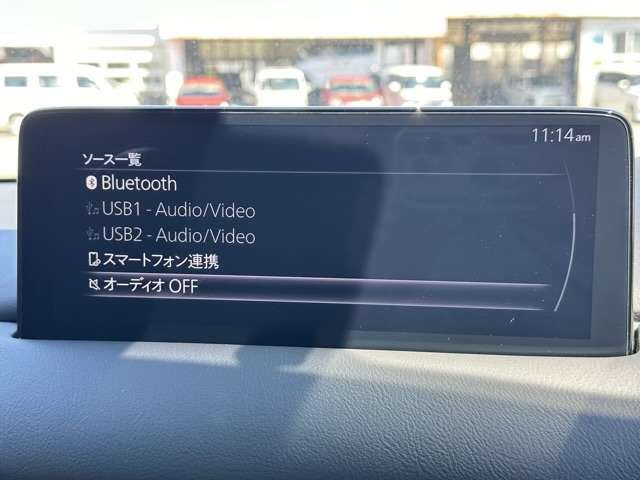 11:14am
ソース一覧
Bluetooth
USB1 - Audio/Video
USB2 - Audio/Video
スマートフォン連携
オーディオ OFF